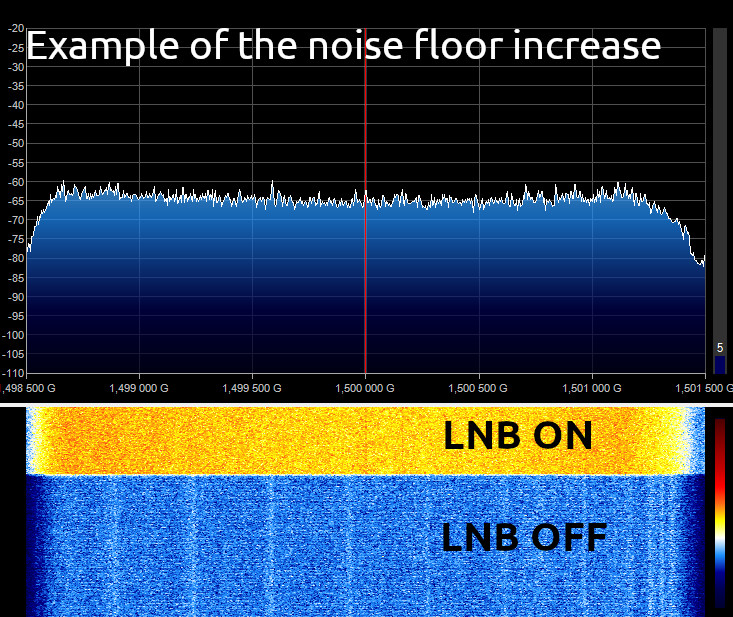 Example of the noise floor increase
-20
-25
-30
-35
-40
-45
-50
-55
-60
-65
-70
-75
-80
-85
-90
-95
-100
-105
-110
5
,498 500 G
1,499 000 G
1,499 500 G
1,500 000 G
1,500 500 G
1,501 000 G
1,501 500 G
LNB ON
LNB OFF